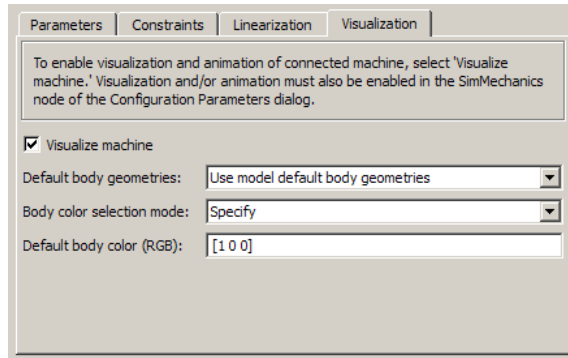 Parameters Constraints Linearization Visualization
To enable visualization and animation of connected machine, select 'Visualize
machine.' Visualization and/or animation must also be enabled in the SimMechanics
node of the Configuration Parameters dialog.
Visualize machine
Default body geometries: Use model default body geometries
Body color selection mode: Specify
Default body color (RGB): [1 0 0]